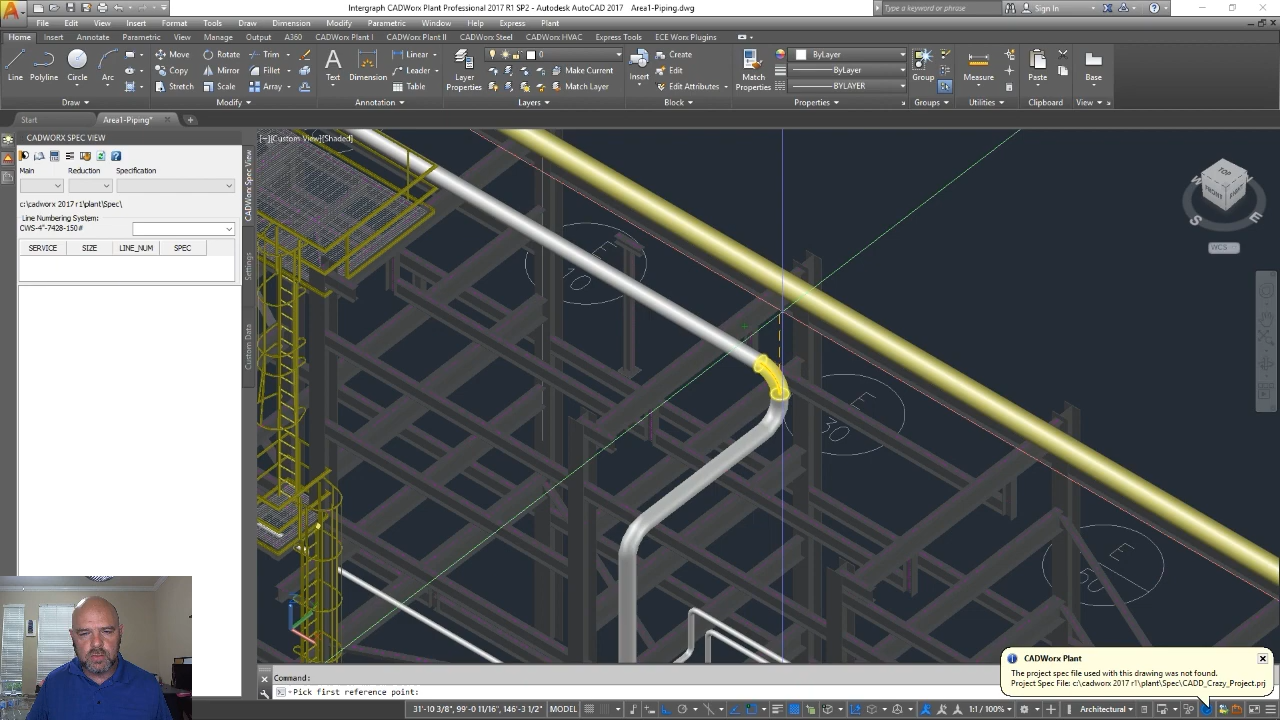 Intergraph CADWorx Plant Professional 2017 R1 SP2 - Autodesk AutoCAD 2017 Area1-Piping.dwg
Type a keyword or phrase
Sign In
File Edit View Insert Format Tools Draw Dimension Modify Parametric Window Help Express Plant
Home Insert Annotate Parametric View Manage Output A360 CADWorx Plant I CADWorx Plant II CADWorx Steel CADWorx HVAC Express Tools ECE Worx Plugins
Line Polyline Circle Arc
Move Rotate Trim
Copy Mirror Fillet
Stretch Scale Array
Text Dimension
Linear
Leader
Table
Layer Properties
0
Make Current
Match Layer
Insert
Create
Edit
Edit Attributes
Match Properties
ByLayer
ByLayer
BYLAYER
Group
Measure
Paste
Base
Draw Modify Annotation Layers Block Properties Groups Utilities Clipboard View
Start Area1-Piping*
CADWORX SPEC VIEW
[−][Custom View][Shaded]
Main Reduction Specification
c:\cadworx 2017 r1\plant\Spec\
Line Numbering System:
CWS-4"-7428-150#
SERVICE SIZE LINE_NUM SPEC
CADWorx Spec View
Settings
Custom Data
TOP
FRONT
W
S
E
WCS
E
10
E
30
E
50
CADWorx Plant
The project spec file used with this drawing was not found.
Project Spec File: c:\cadworx 2017 r1\plant\Spec\CADD_Crazy_Project.prj
Command:
Pick first reference point:
31'-10 3/8", 99'-0 11/16", 146'-3 1/2" MODEL
1:1 / 100%
Architectural